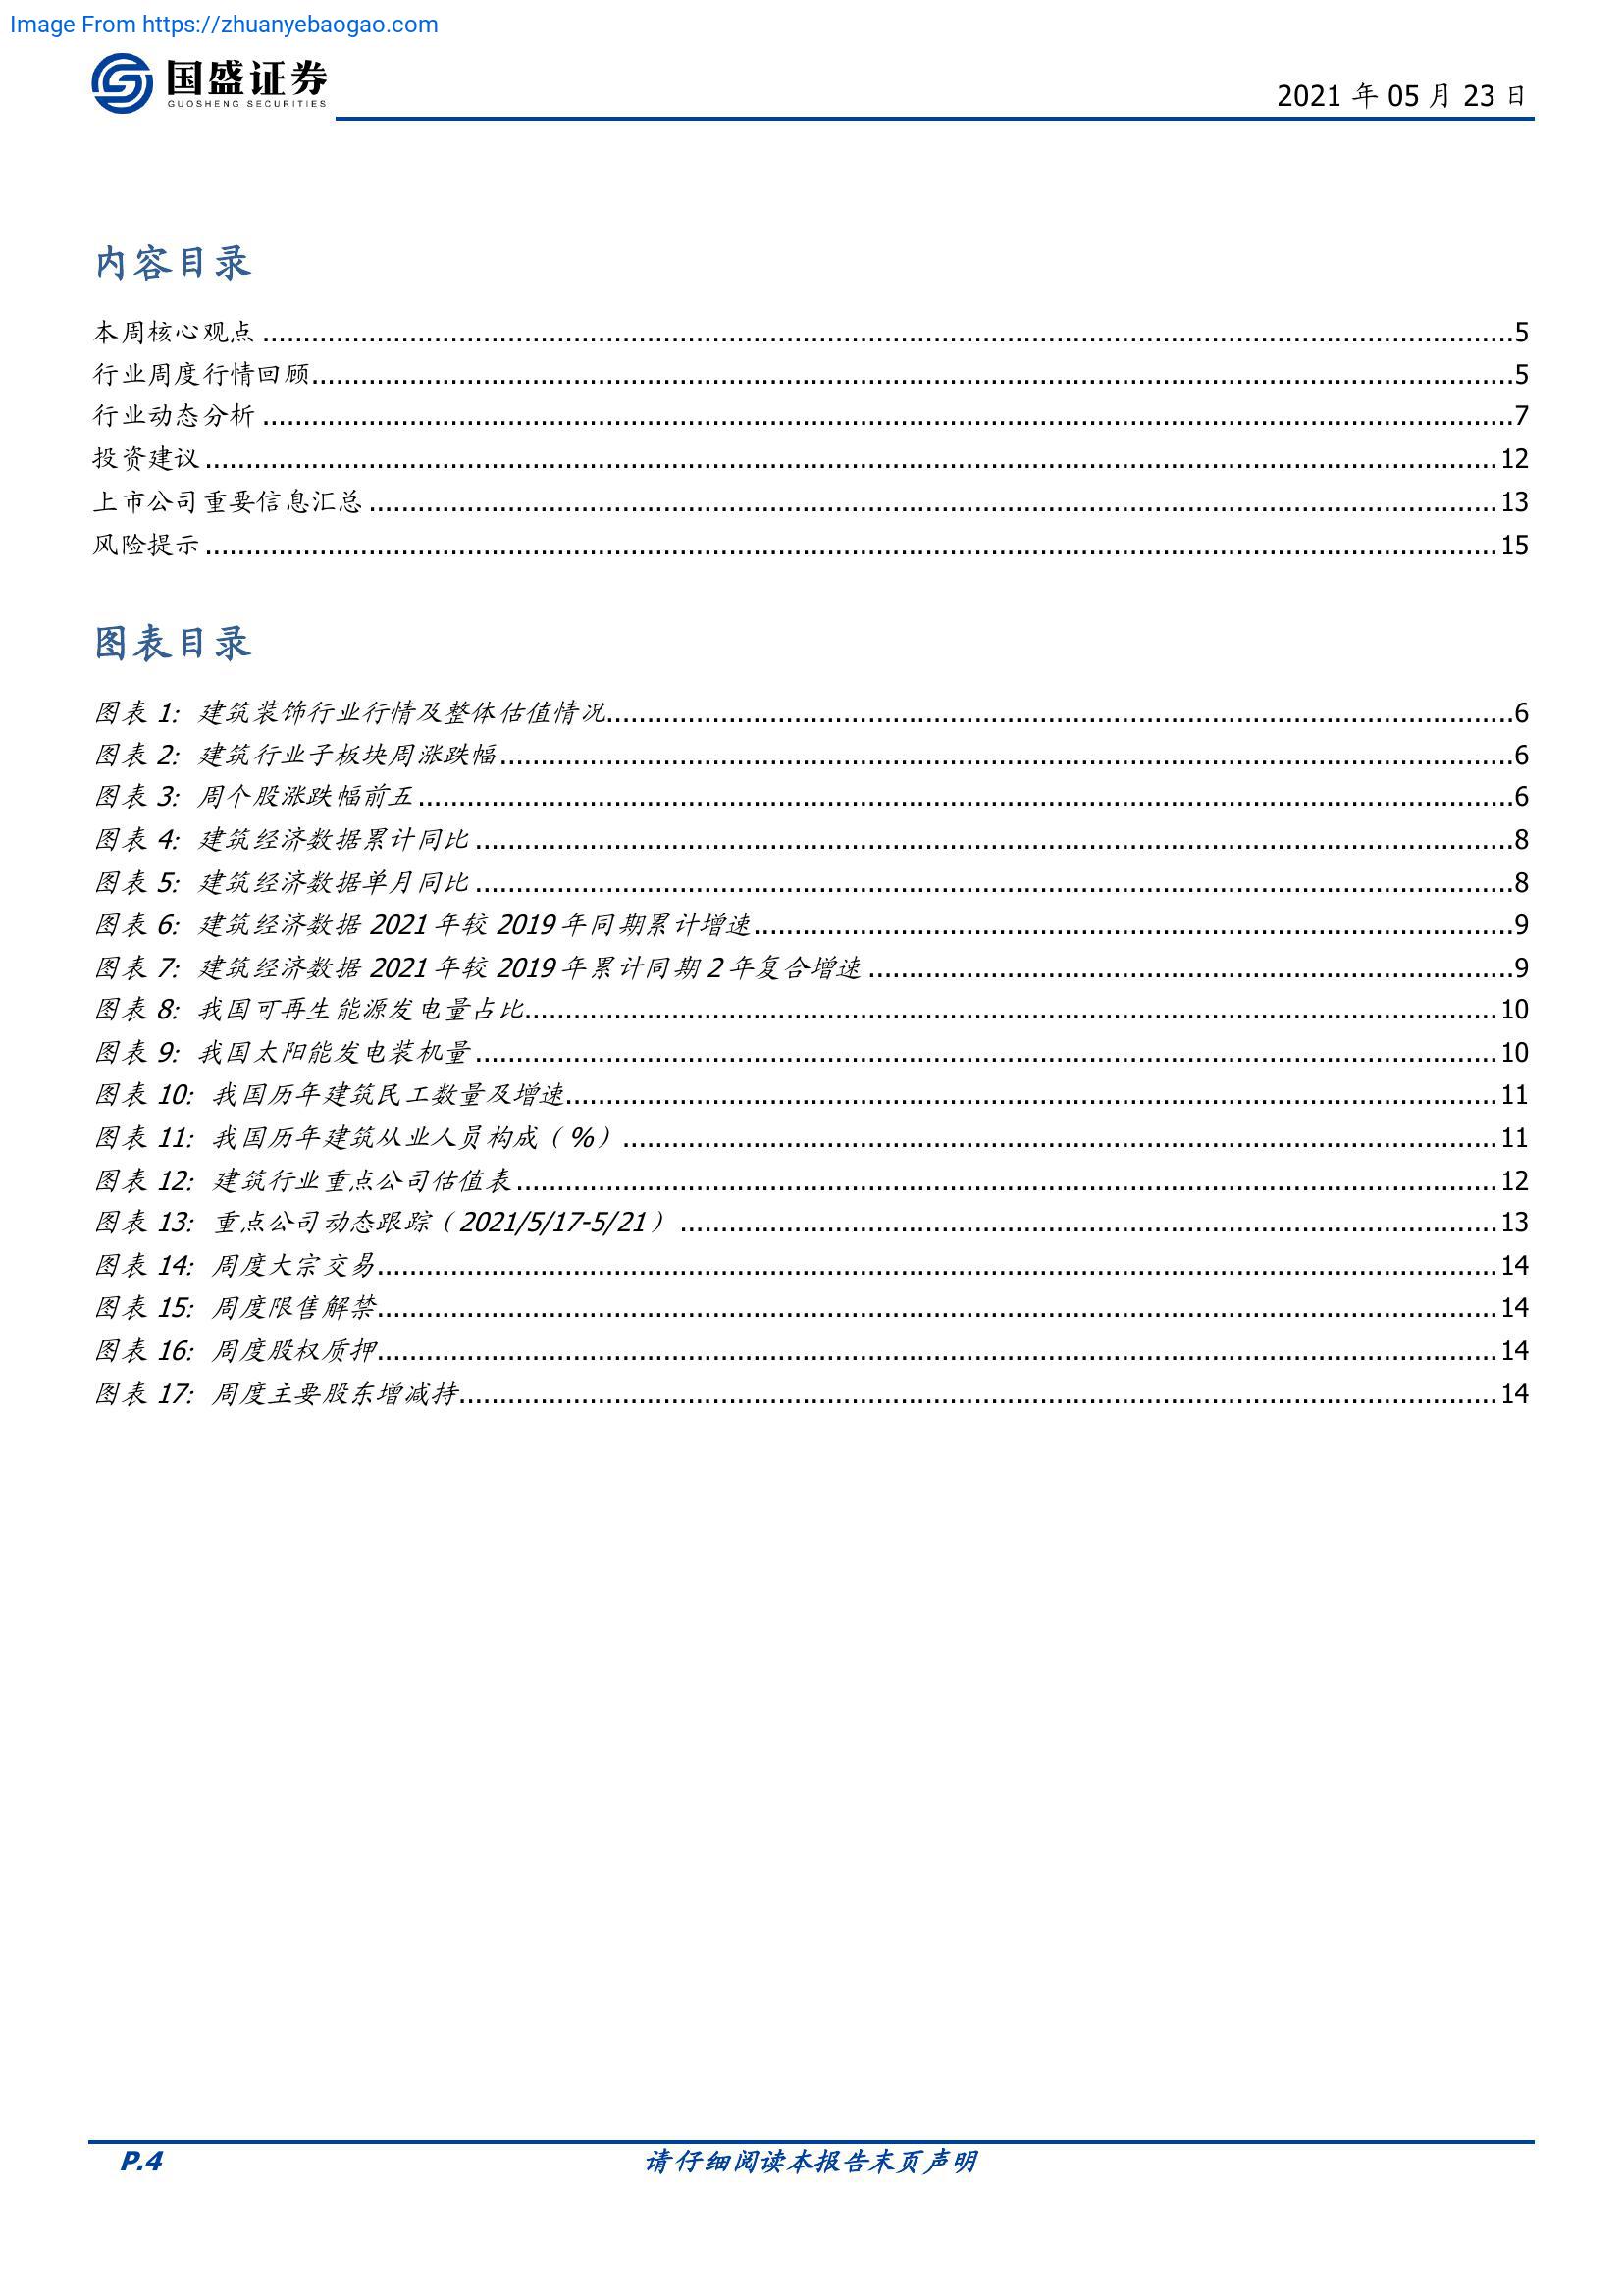 Image From https://zhuanyebaogao.com
国盛证券
GUOSHENG SECURITIES
2021 年 05 月 23 日
内容目录
本周核心观点 ........ 5
行业周度行情回顾 ........ 5
行业动态分析 ........ 7
投资建议 ........ 12
上市公司重要信息汇总 ........ 13
风险提示 ........ 15
图表目录
图表 1: 建筑装饰行业行情及整体估值情况 ........ 6
图表 2: 建筑行业子板块周涨跌幅 ........ 6
图表 3: 周个股涨跌幅前五 ........ 6
图表 4: 建筑经济数据累计同比 ........ 8
图表 5: 建筑经济数据单月同比 ........ 8
图表 6: 建筑经济数据 2021 年较 2019 年同期累计增速 ........ 9
图表 7: 建筑经济数据 2021 年较 2019 年累计同期 2 年复合增速 ........ 9
图表 8: 我国可再生能源发电量占比 ........ 10
图表 9: 我国太阳能发电装机量 ........ 10
图表 10: 我国历年建筑民工数量及增速 ........ 11
图表 11: 我国历年建筑从业人员构成（%） ........ 11
图表 12: 建筑行业重点公司估值表 ........ 12
图表 13: 重点公司动态跟踪（2021/5/17-5/21） ........ 13
图表 14: 周度大宗交易 ........ 14
图表 15: 周度限售解禁 ........ 14
图表 16: 周度股权质押 ........ 14
图表 17: 周度主要股东增减持 ........ 14
P.4 请仔细阅读本报告末页声明